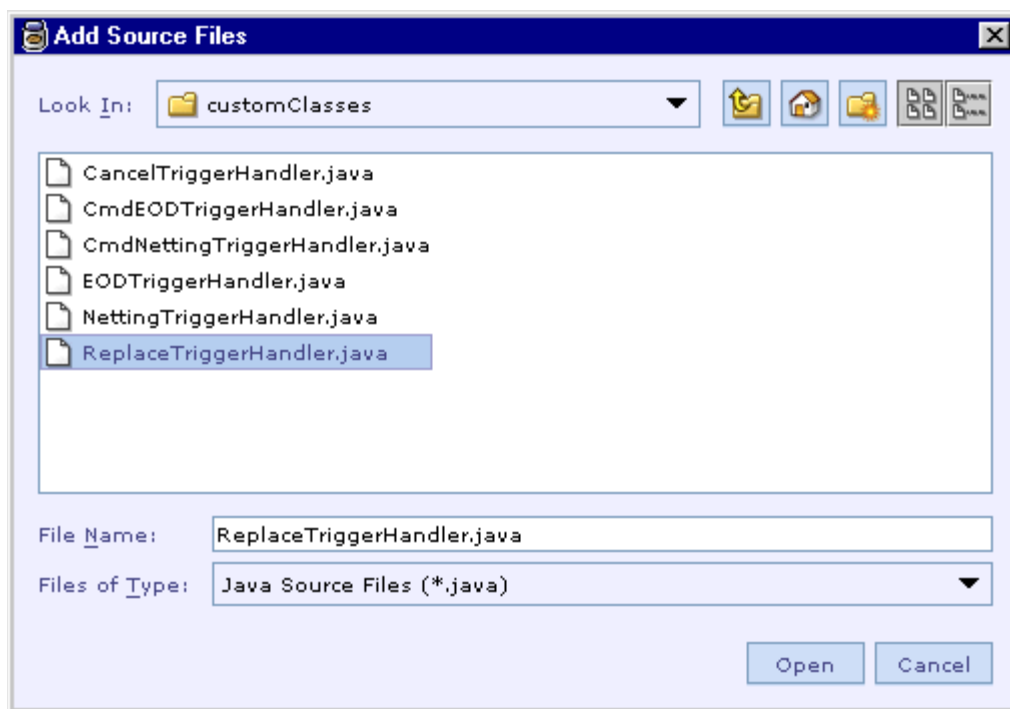 Add Source Files
Look In: customClasses
CancelTriggerHandler.java
CmdEODTriggerHandler.java
CmdNettingTriggerHandler.java
EODTriggerHandler.java
NettingTriggerHandler.java
ReplaceTriggerHandler.java
File Name: ReplaceTriggerHandler.java
Files of Type: Java Source Files (*.java)
Open Cancel